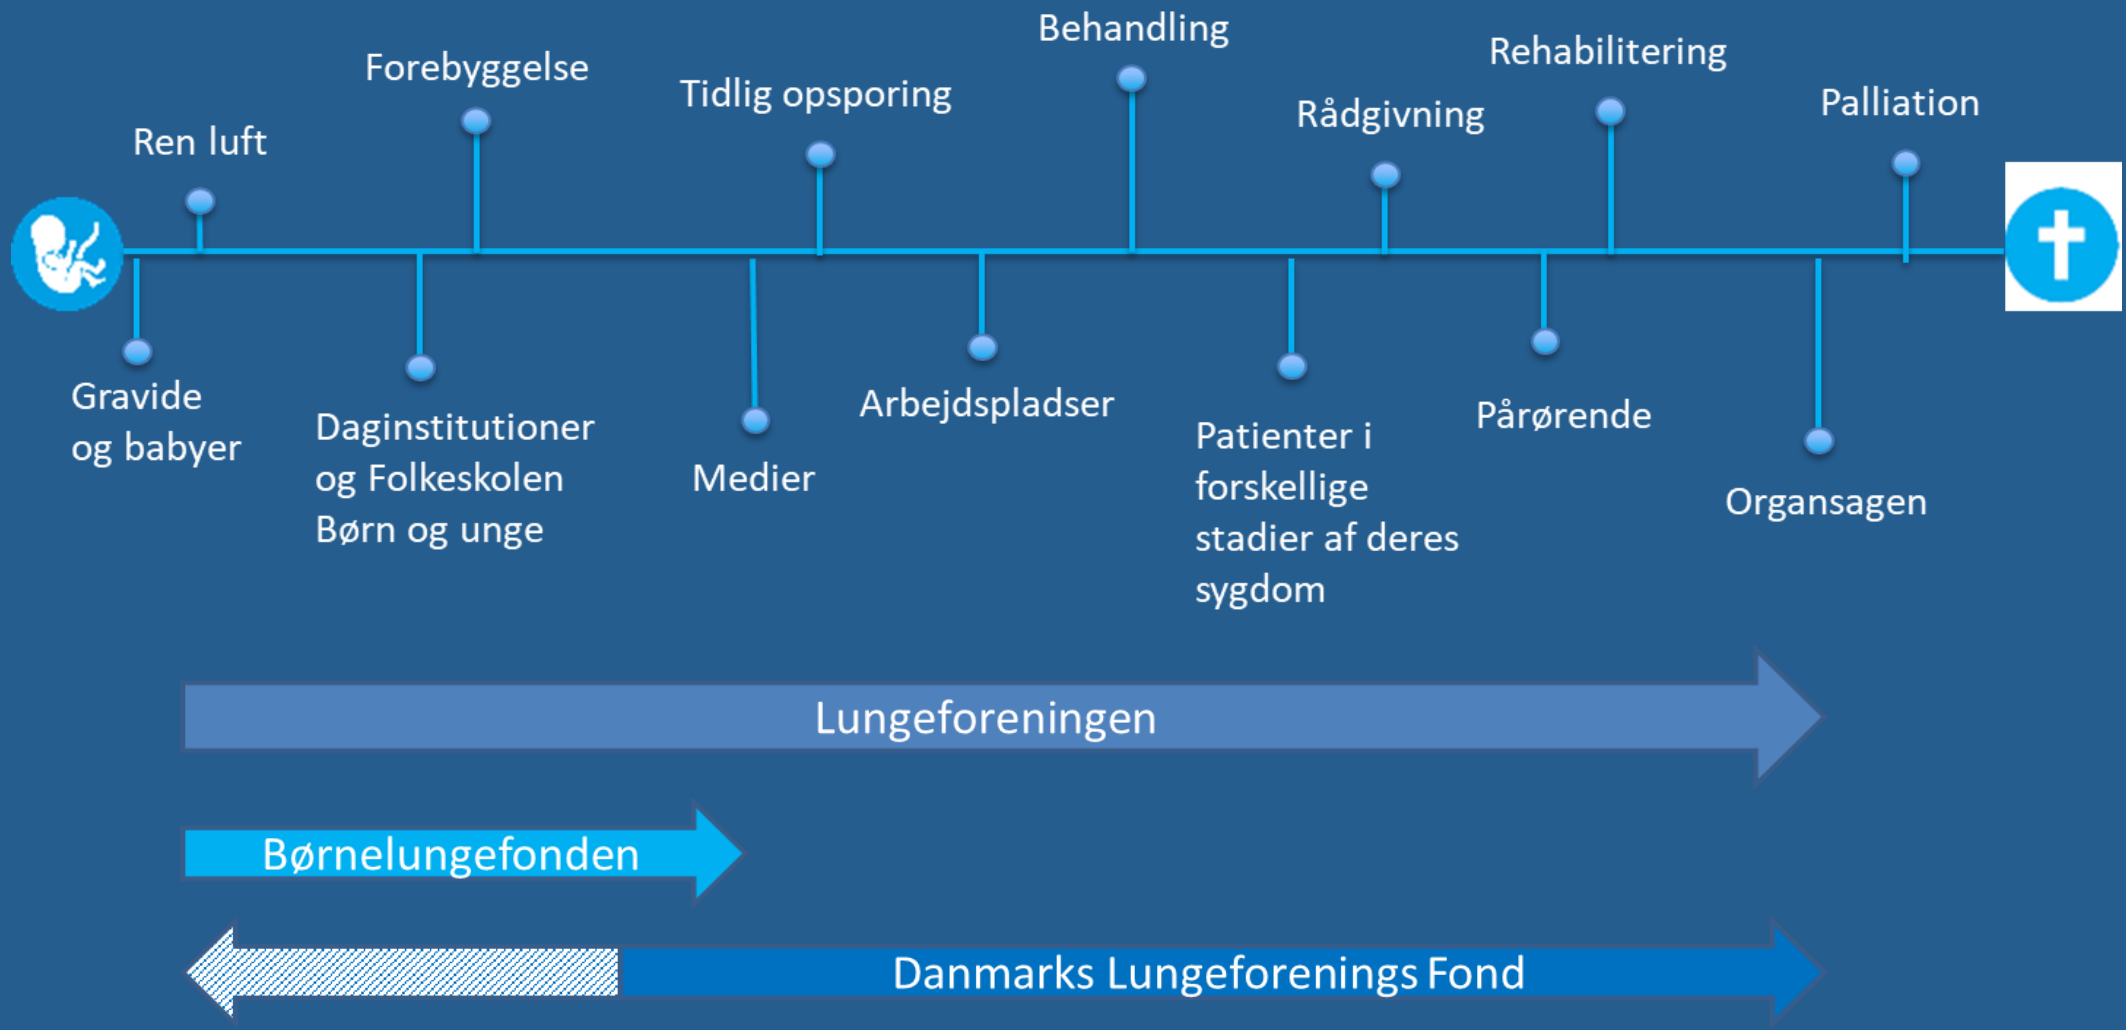 Behandling
Rehabilitering
Forebyggelse
Tidlig opsporing
Palliation
Rådgivning
Ren luft
Gravide
og babyer
Daginstitutioner
og Folkeskolen
Børn og unge
Medier
Arbejdspladser
Patienter i
forskellige
stadier af deres
sygdom
Pårørende
Organsagen
Lungeforeningen
Børnelungefonden
Danmarks Lungeforenings Fond